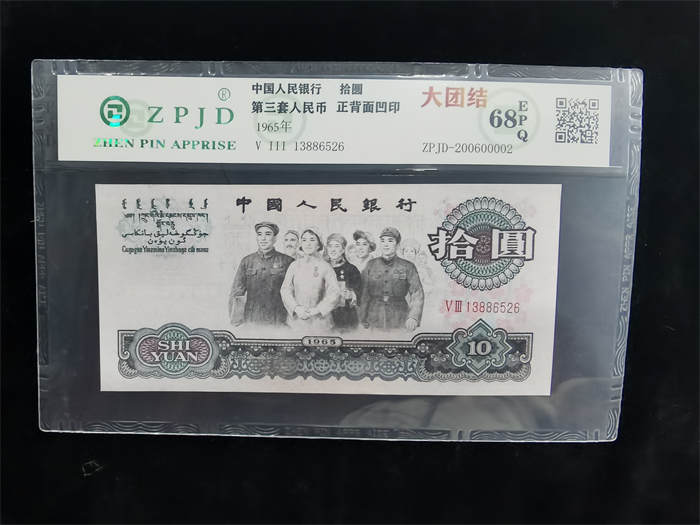 ZPJD®
ZHEN PIN APPRISE
中国人民银行 拾圆
第三套人民币 正背面凹印
1965年
V III 13886526
大团结
68 EPQ
ZPJD-200600002
中國人民銀行
拾圓
VⅢ13886526
SHI YUAN
1965
10